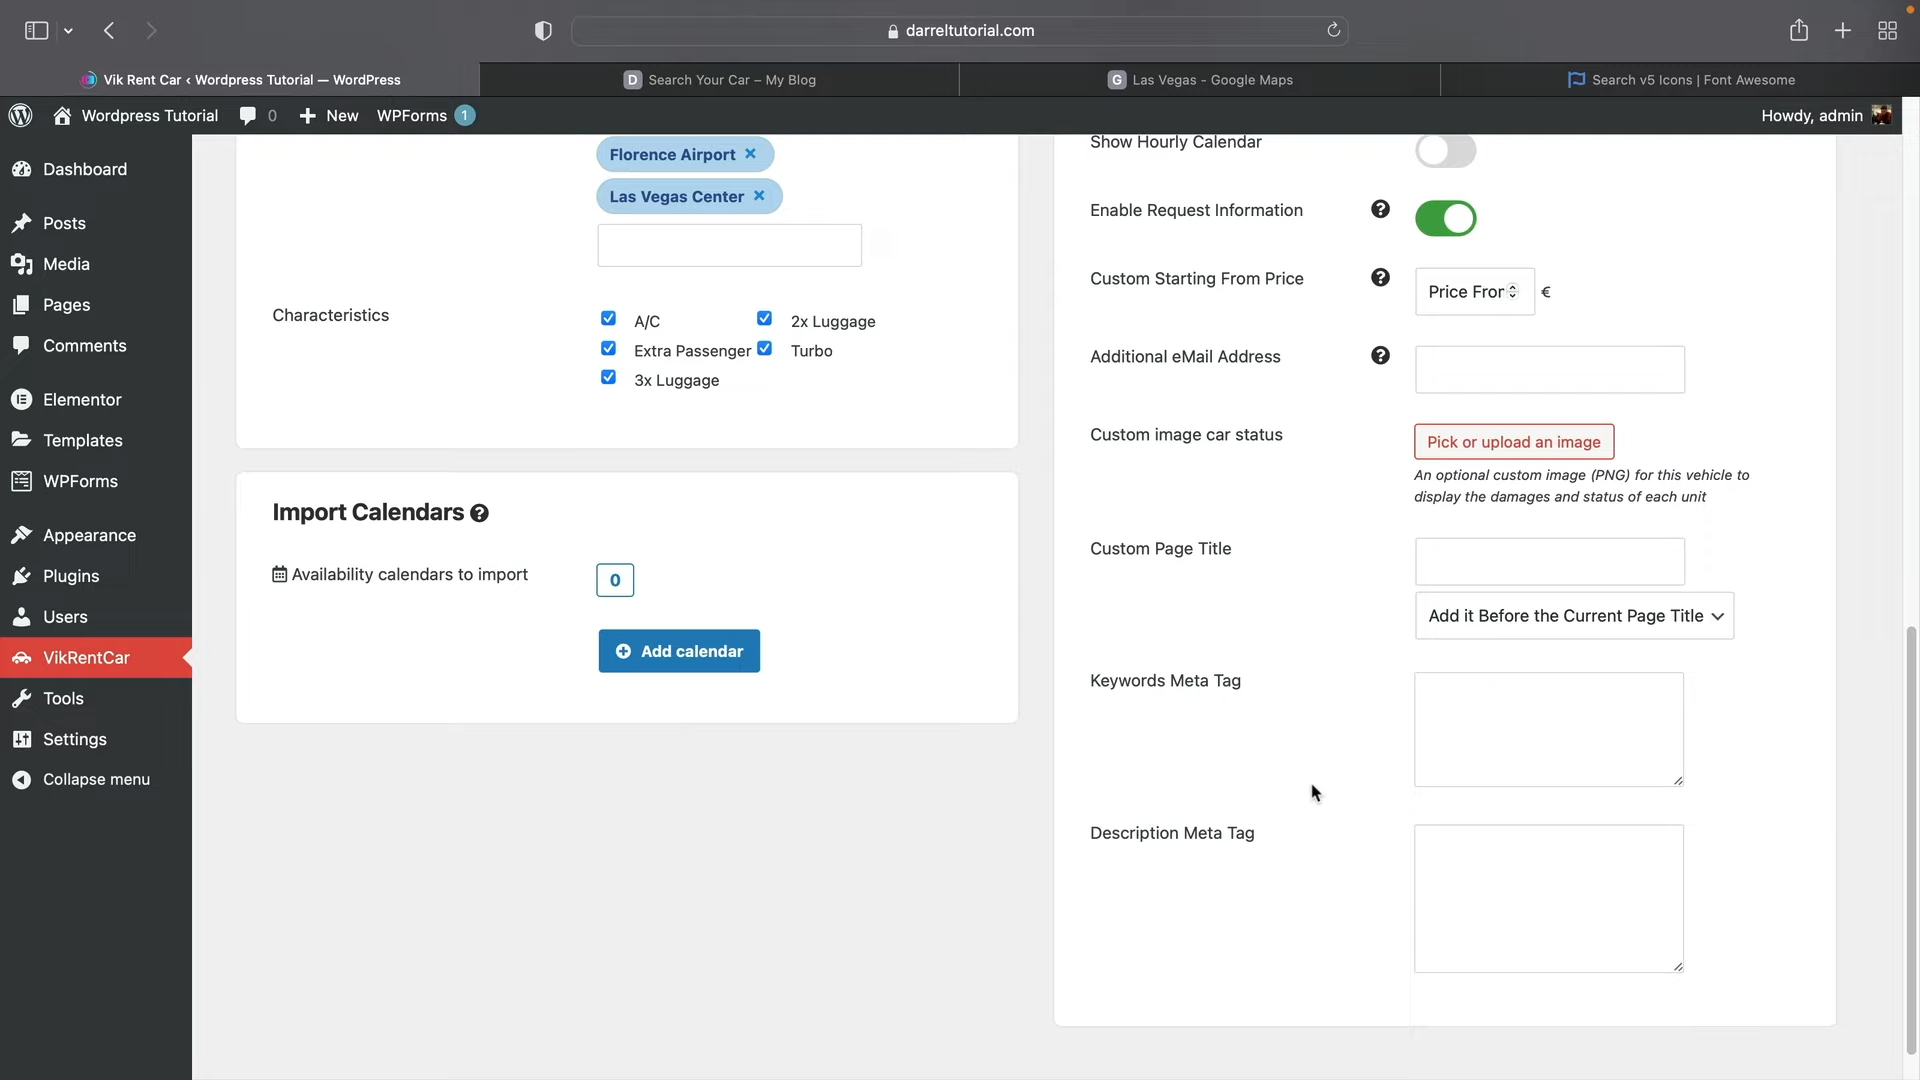 darreltutorial.com
Vik Rent Car ‹ Wordpress Tutorial — WordPress
D Search Your Car – My Blog
G Las Vegas - Google Maps
Search v5 Icons | Font Awesome
Wordpress Tutorial 0 New WPForms 1
Howdy, admin
Dashboard
Posts
Media
Pages
Comments
Elementor
Templates
WPForms
Appearance
Plugins
Users
VikRentCar
Tools
Settings
Collapse menu
Florence Airport ×
Las Vegas Center ×
Characteristics
A/C
2x Luggage
Extra Passenger
Turbo
3x Luggage
Import Calendars ?
Availability calendars to import
0
Add calendar
Show Hourly Calendar
Enable Request Information ?
Custom Starting From Price ?
Price Fror €
Additional eMail Address ?
Custom image car status
Pick or upload an image
An optional custom image (PNG) for this vehicle to
display the damages and status of each unit
Custom Page Title
Add it Before the Current Page Title
Keywords Meta Tag
Description Meta Tag